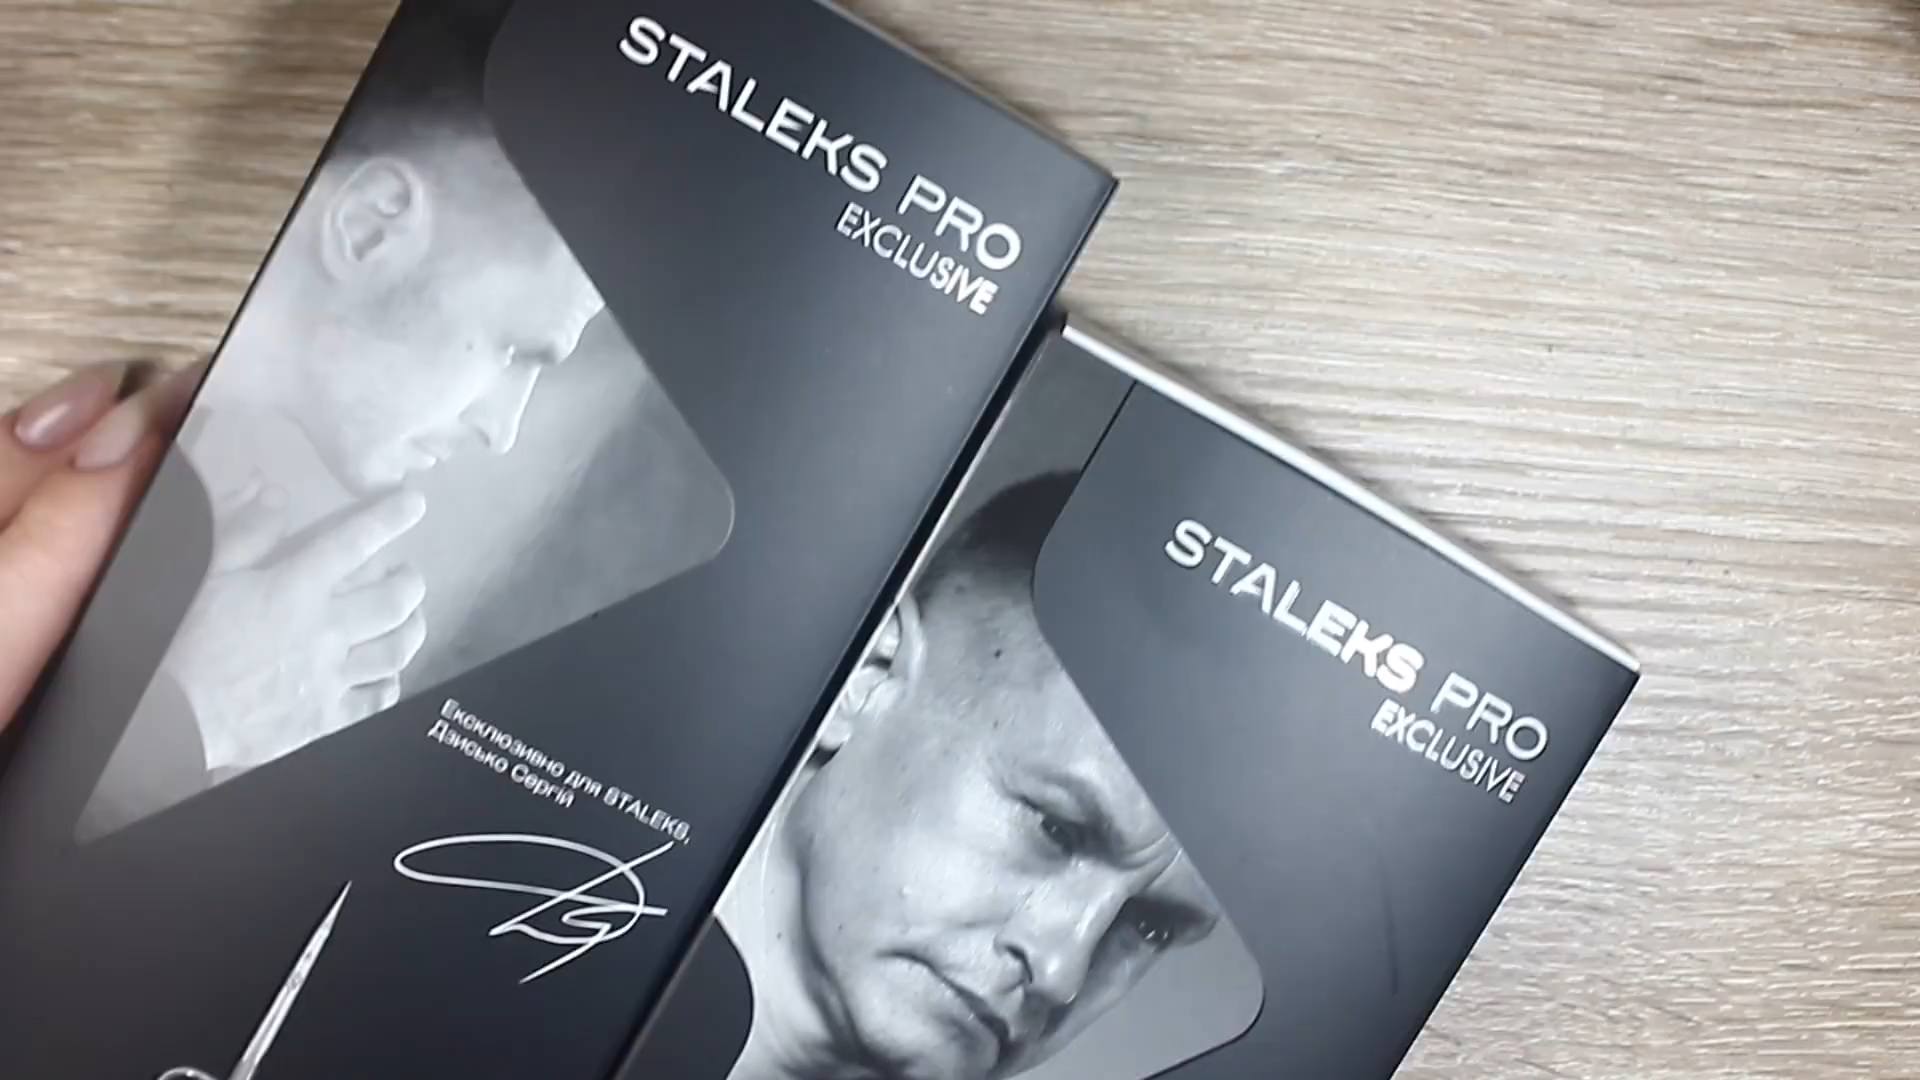 STALEKS PRO
EXCLUSIVE
Ексклюзивно для STALEKS,
Дзисько Сергій
STALEKS PRO
EXCLUSIVE